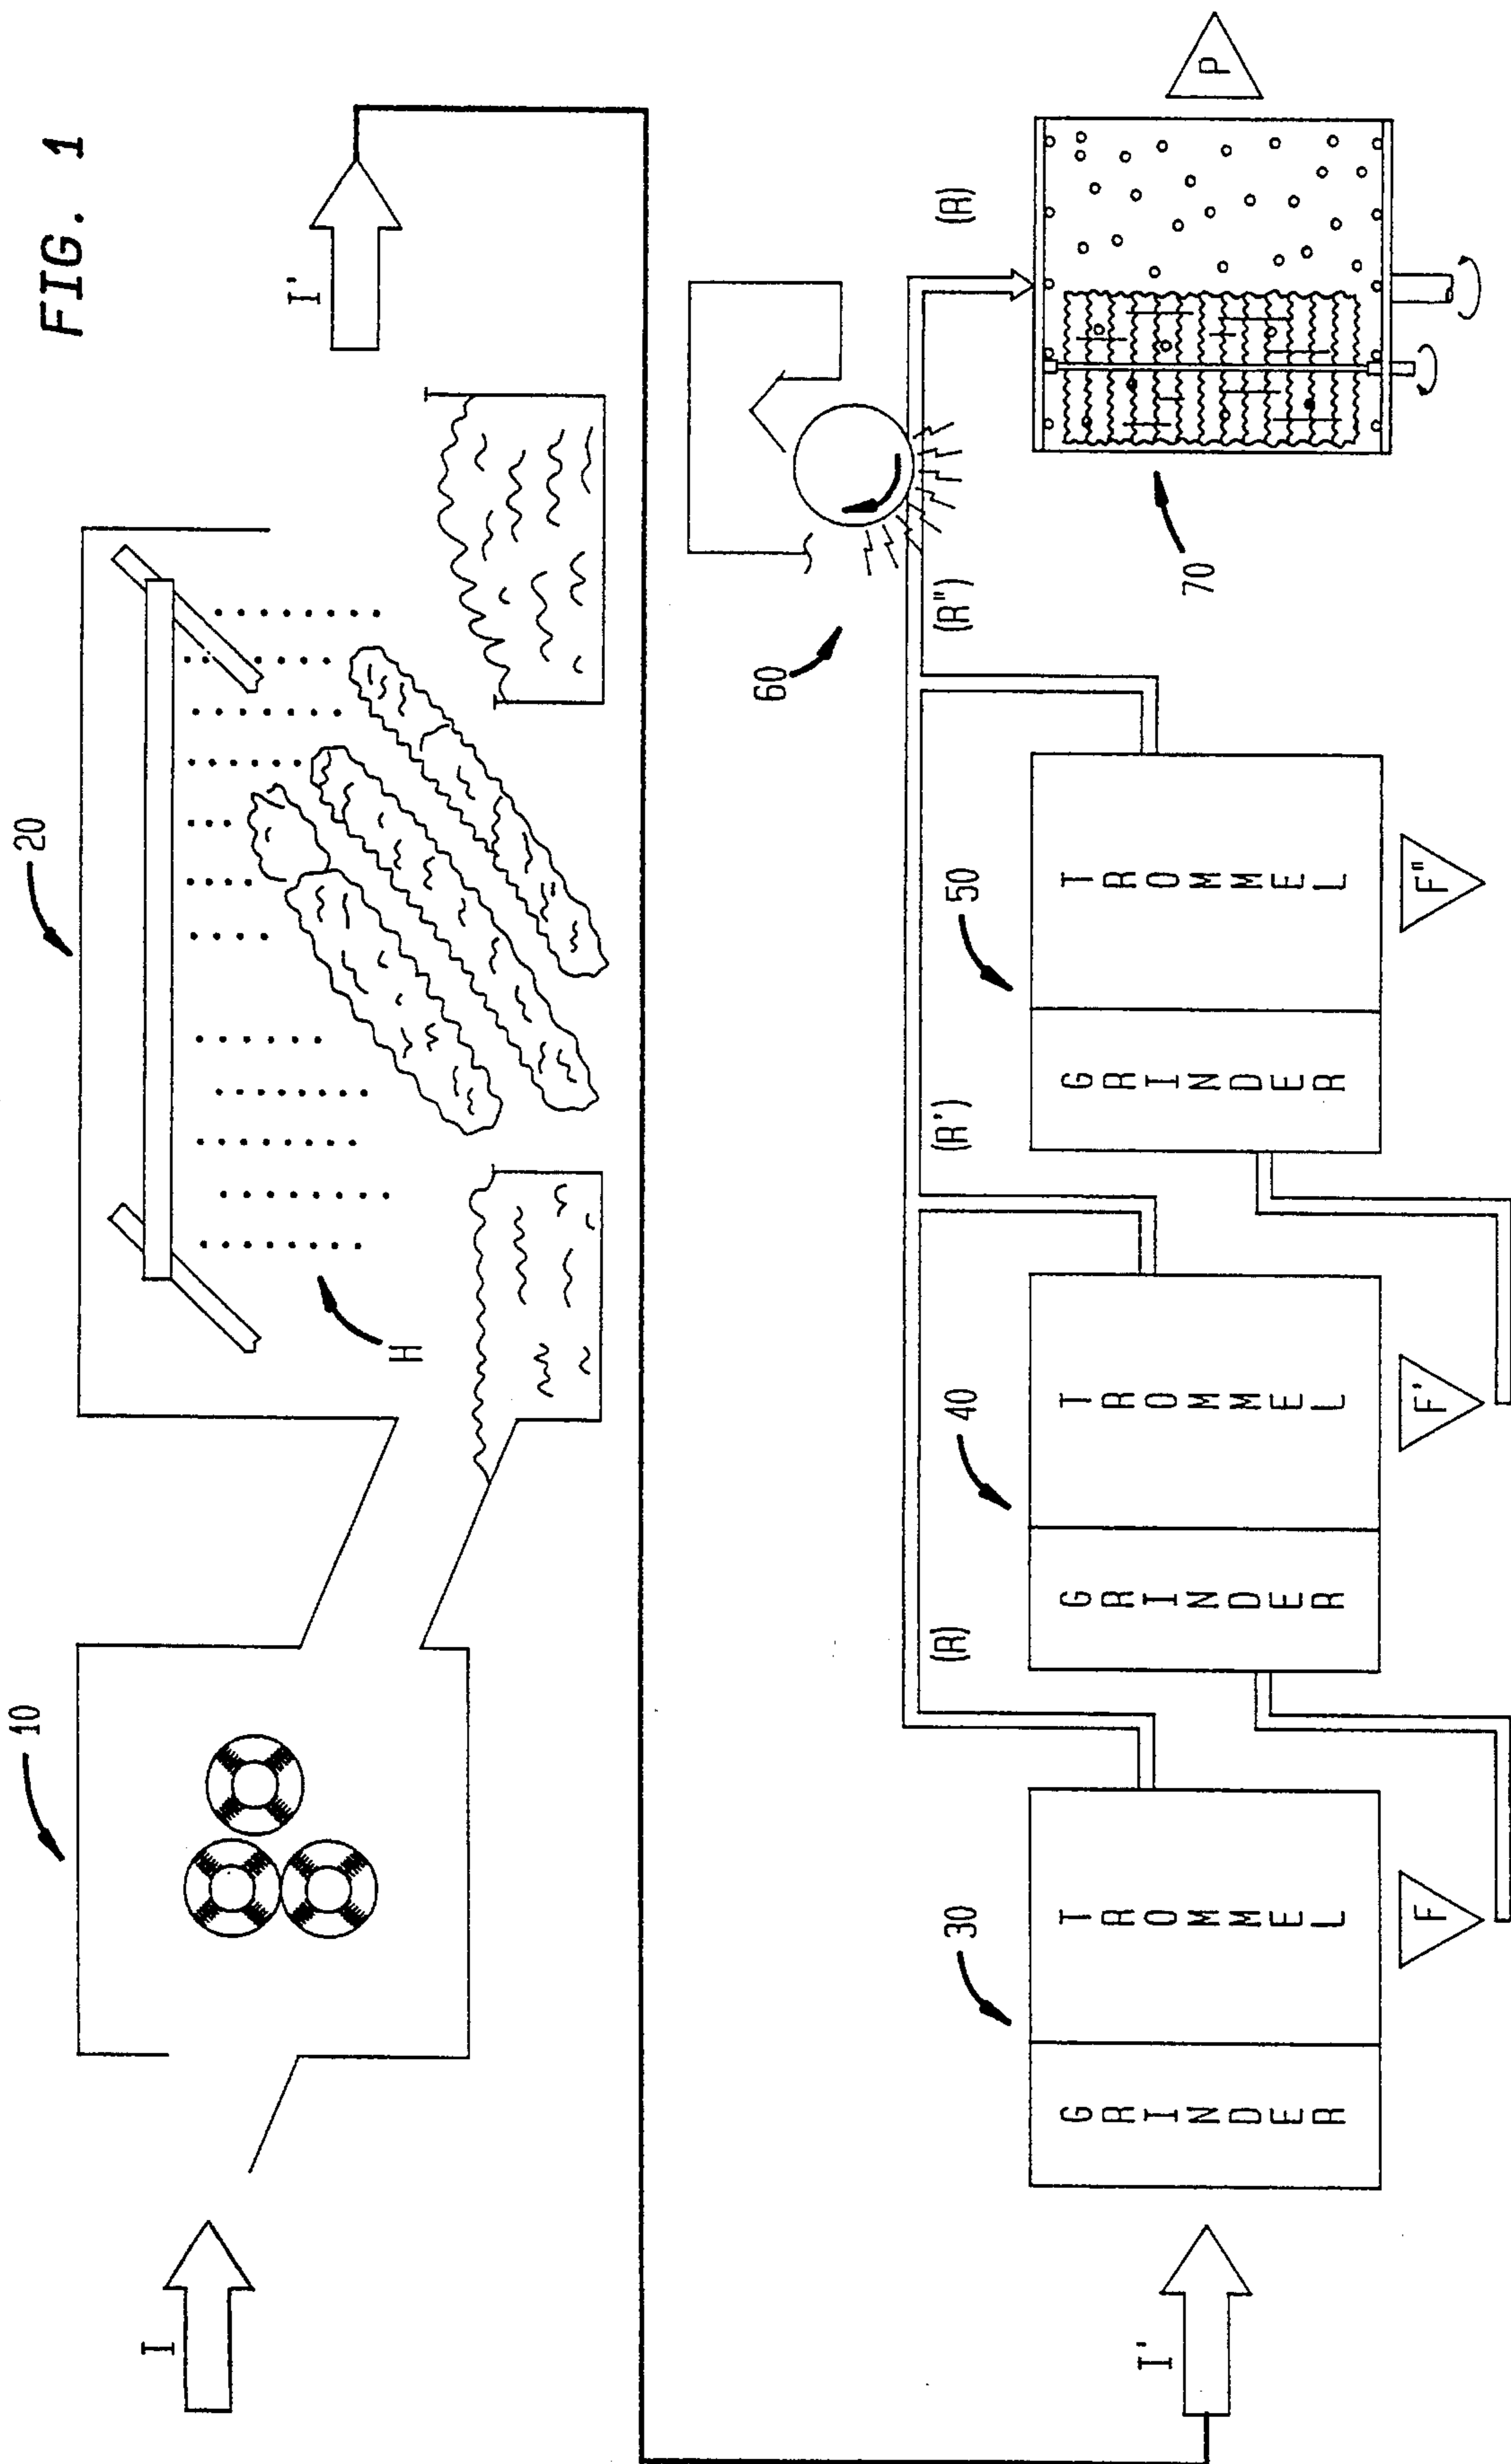 FIG. 1
10
20
I
H
I'
I'
30
40
50
60
70
(R)
(R')
(R")
(R)
GRINDER
TROMMEL
GRINDER
TROMMEL
GRINDER
TROMMEL
F
F'
F"
P